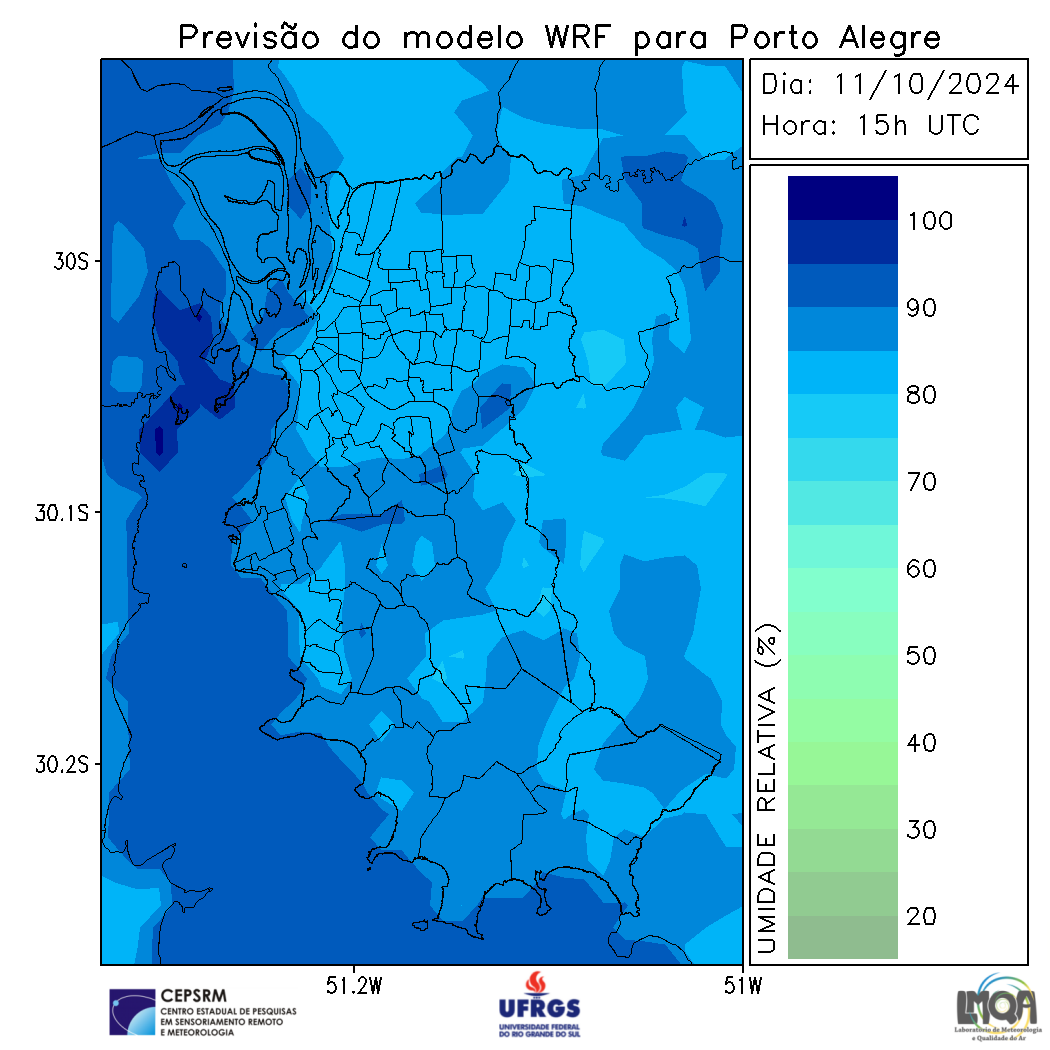 Previsão do modelo WRF para Porto Alegre
Dia: 11/10/2024
Hora: 15h UTC
30S
30.1S
30.2S
51.2W
51W
UMIDADE RELATIVA (%)
100
90
80
70
60
50
40
30
20
CEPSRM
CENTRO ESTADUAL DE PESQUISAS
EM SENSORIAMENTO REMOTO
E METEOROLOGIA
UFRGS
UNIVERSIDADE FEDERAL
DO RIO GRANDE DO SUL
LMQA
Laboratório de Meteorologia
e Qualidade do Ar